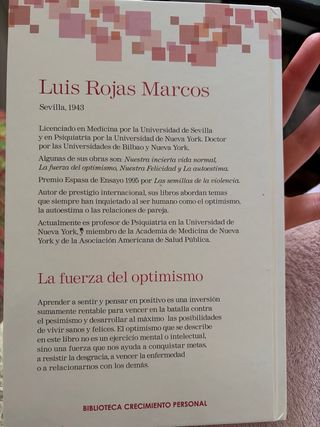 Luis Rojas Marcos
Sevilla, 1943
Licenciado en Medicina por la Universidad de Sevilla
y en Psiquiatría por la Universidad de Nueva York. Doctor
por las Universidades de Bilbao y Nueva York.
Algunas de sus obras son: Nuestra incierta vida normal,
La fuerza del optimismo, Nuestra Felicidad y La autoestima.
Premio Espasa de Ensayo 1995 por Las semillas de la violencia.
Autor de prestigio internacional, sus libros abordan temas
que siempre han inquietado al ser humano como el optimismo,
la autoestima o las relaciones de pareja.
Actualmente es profesor de Psiquiatría en la Universidad de
Nueva York, y miembro de la Academia de Medicina de Nueva
York y de la Asociación Americana de Salud Pública.
La fuerza del optimismo
Aprender a sentir y pensar en positivo es una inversión
sumamente rentable para vencer en la batalla contra
el pesimismo y desarrollar al máximo las posibilidades
de vivir sanos y felices. El optimismo que se describe
en este libro no es un ejercicio mental o intelectual,
sino una fuerza que nos ayuda a conquistar metas,
a resistir la desgracia, a vencer la enfermedad
o a relacionarnos con los demás.
BIBLIOTECA CRECIMIENTO PERSONAL